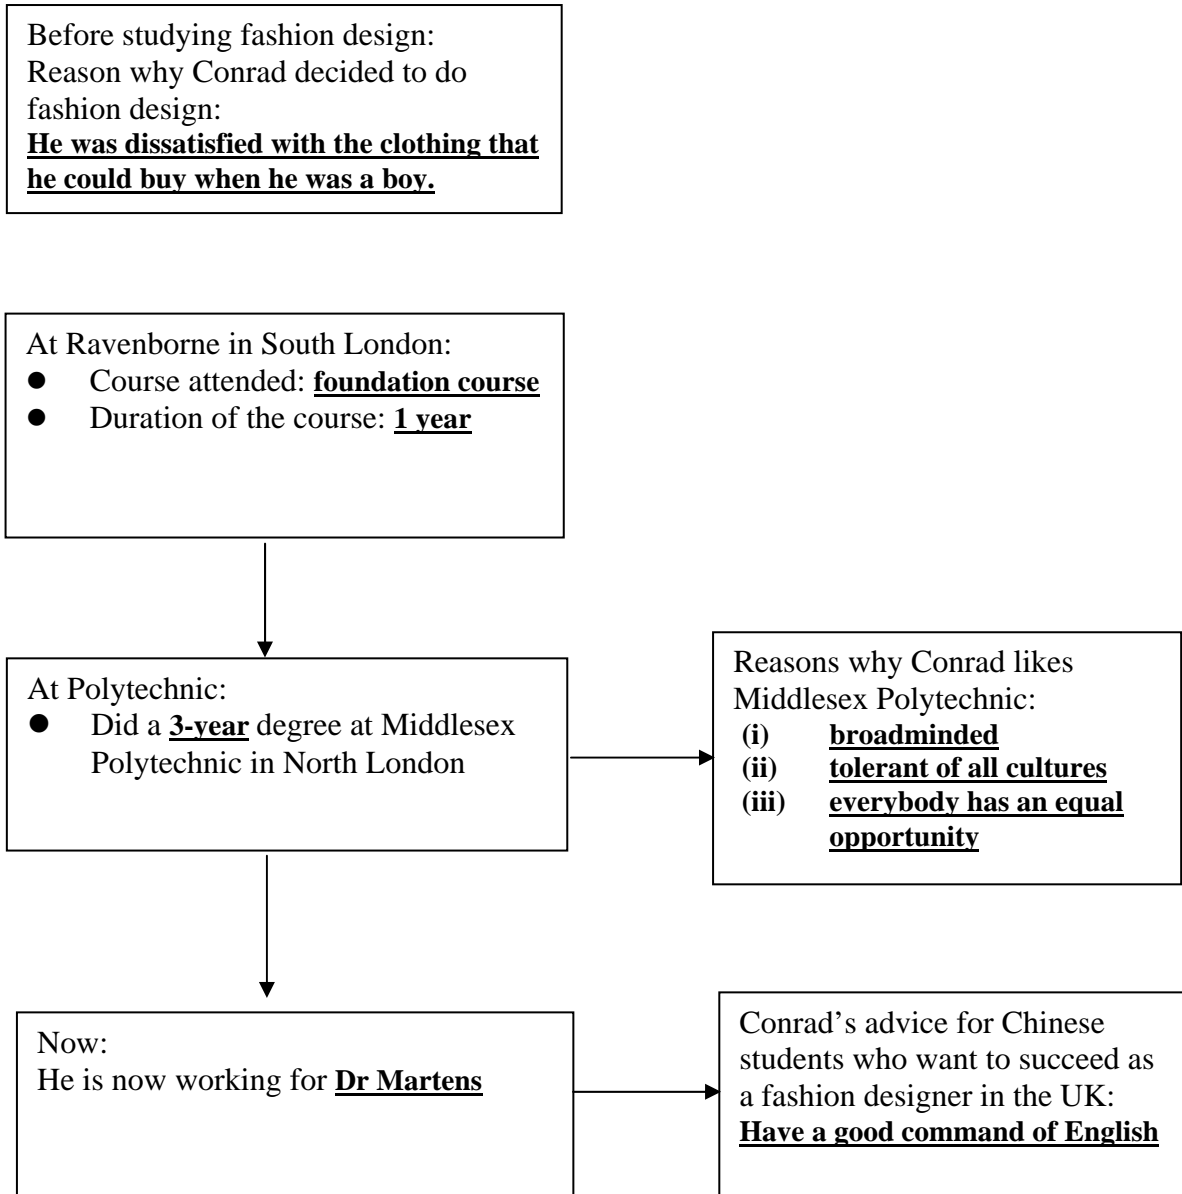 Before studying fashion design:
Reason why Conrad decided to do
fashion design:
He was dissatisfied with the clothing that
he could buy when he was a boy.
At Ravenborne in South London:
● Course attended: foundation course
● Duration of the course: 1 year
At Polytechnic:
● Did a 3-year degree at Middlesex
Polytechnic in North London
Reasons why Conrad likes
Middlesex Polytechnic:
(i) broadminded
(ii) tolerant of all cultures
(iii) everybody has an equal
opportunity
Now:
He is now working for Dr Martens
Conrad’s advice for Chinese
students who want to succeed as
a fashion designer in the UK:
Have a good command of English